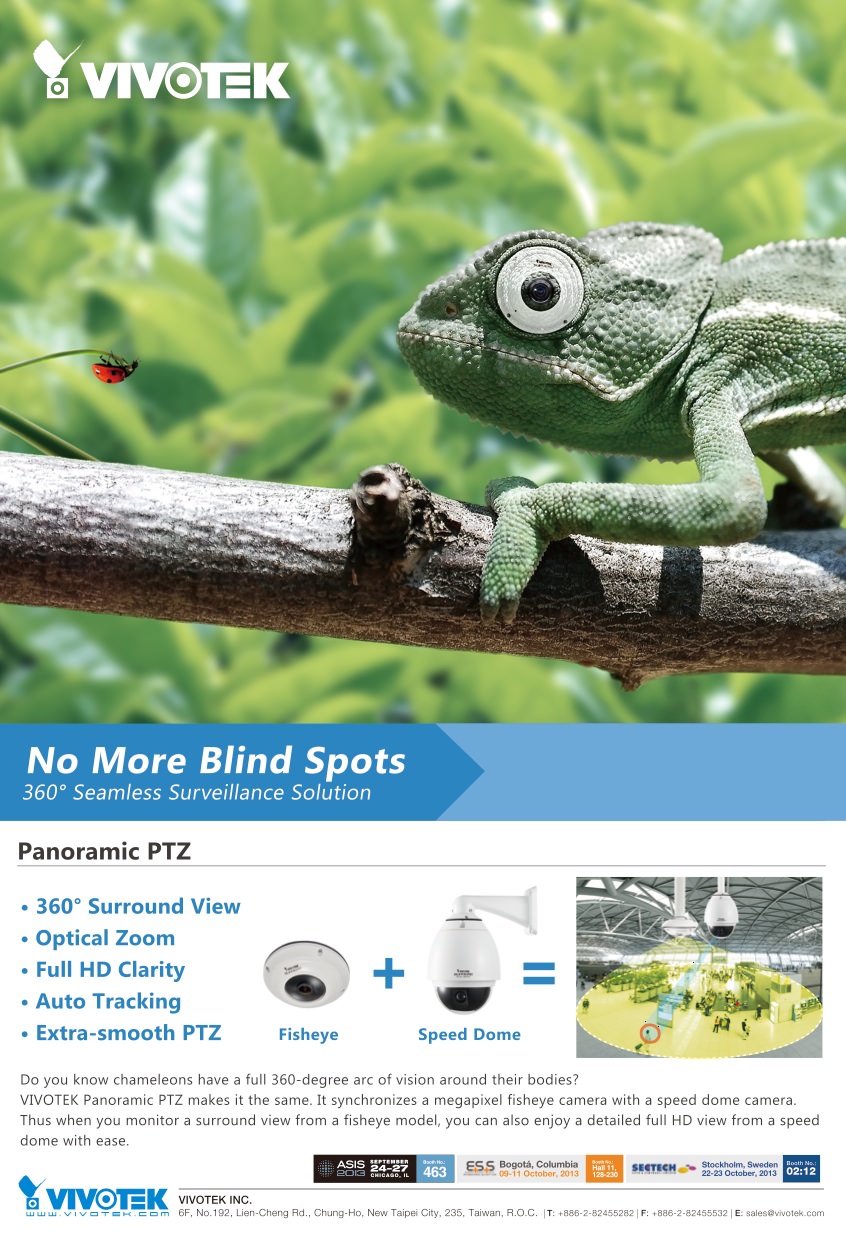 VIVOTEK
No More Blind Spots
360° Seamless Surveillance Solution
Panoramic PTZ
• 360° Surround View
• Optical Zoom
• Full HD Clarity
• Auto Tracking
• Extra-smooth PTZ
Fisheye
+
Speed Dome
=
Do you know chameleons have a full 360-degree arc of vision around their bodies?
VIVOTEK Panoramic PTZ makes it the same. It synchronizes a megapixel fisheye camera with a speed dome camera.
Thus when you monitor a surround view from a fisheye model, you can also enjoy a detailed full HD view from a speed
dome with ease.
ASIS 2013
SEPTEMBER
24~27
CHICAGO, IL
Booth No.:
463
ESS
Bogotá, Columbia
09-11 October, 2013
Booth No.:
Hall 11,
128-230
SECTECH
Stockholm, Sweden
22-23 October, 2013
Booth No.:
02:12
VIVOTEK
www.vivotek.com
VIVOTEK INC.
6F, No.192, Lien-Cheng Rd., Chung-Ho, New Taipei City, 235, Taiwan, R.O.C. | T: +886-2-82455282 | F: +886-2-82455532 | E: sales@vivotek.com